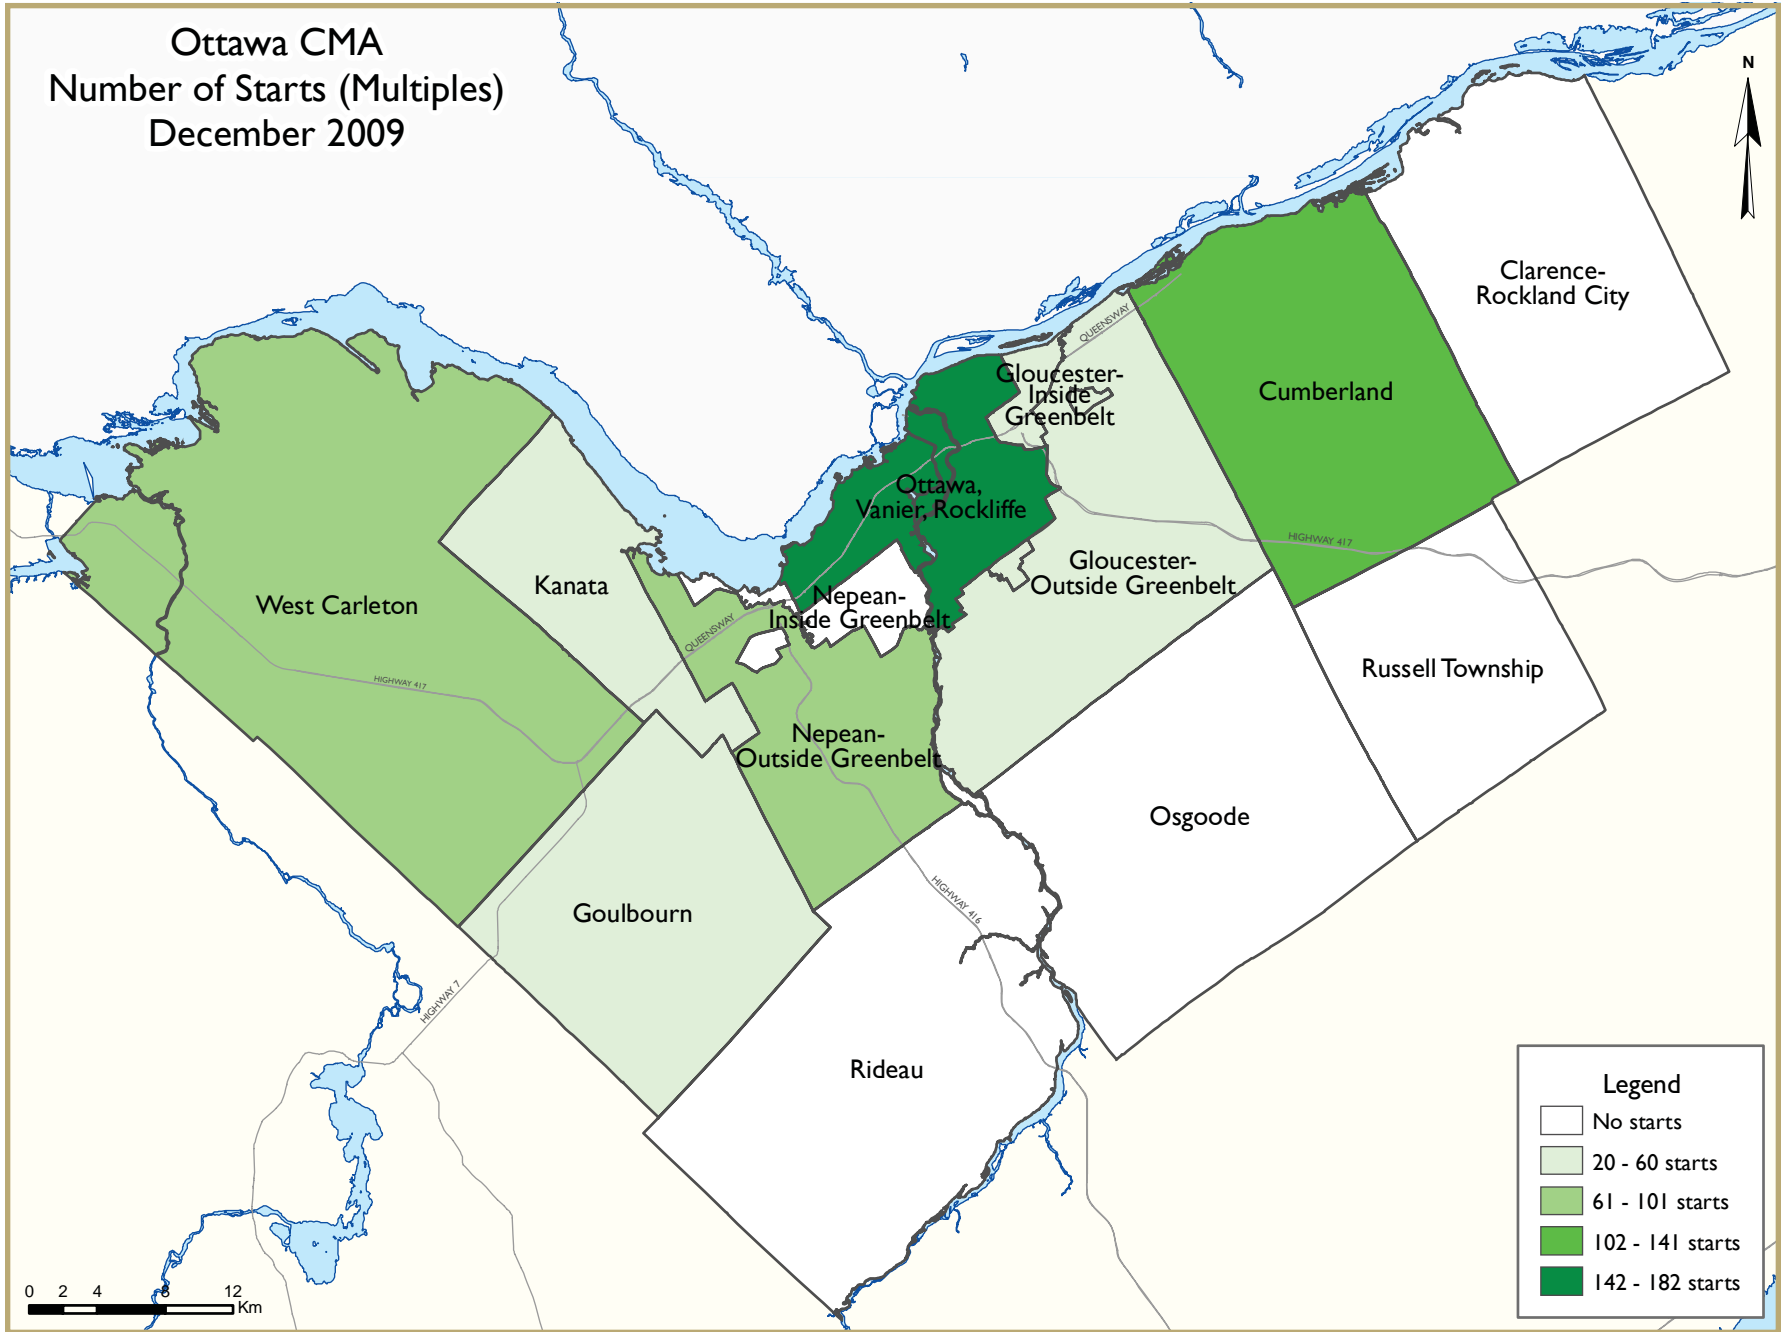 Ottawa CMA
Number of Starts (Multiples)
December 2009
N
Clarence-
Rockland City
QUEENSWAY
Gloucester-
Inside
Greenbelt
Cumberland
Ottawa,
Vanier, Rockliffe
HIGHWAY 417
Gloucester-
Outside Greenbelt
Kanata
West Carleton
Nepean-
Inside Greenbelt
QUEENSWAY
Russell Township
HIGHWAY 417
Nepean-
Outside Greenbelt
Osgoode
HIGHWAY 416
Goulbourn
HIGHWAY 7
Rideau
Legend
No starts
20 - 60 starts
61 - 101 starts
102 - 141 starts
142 - 182 starts
0 2 4 8 12
Km